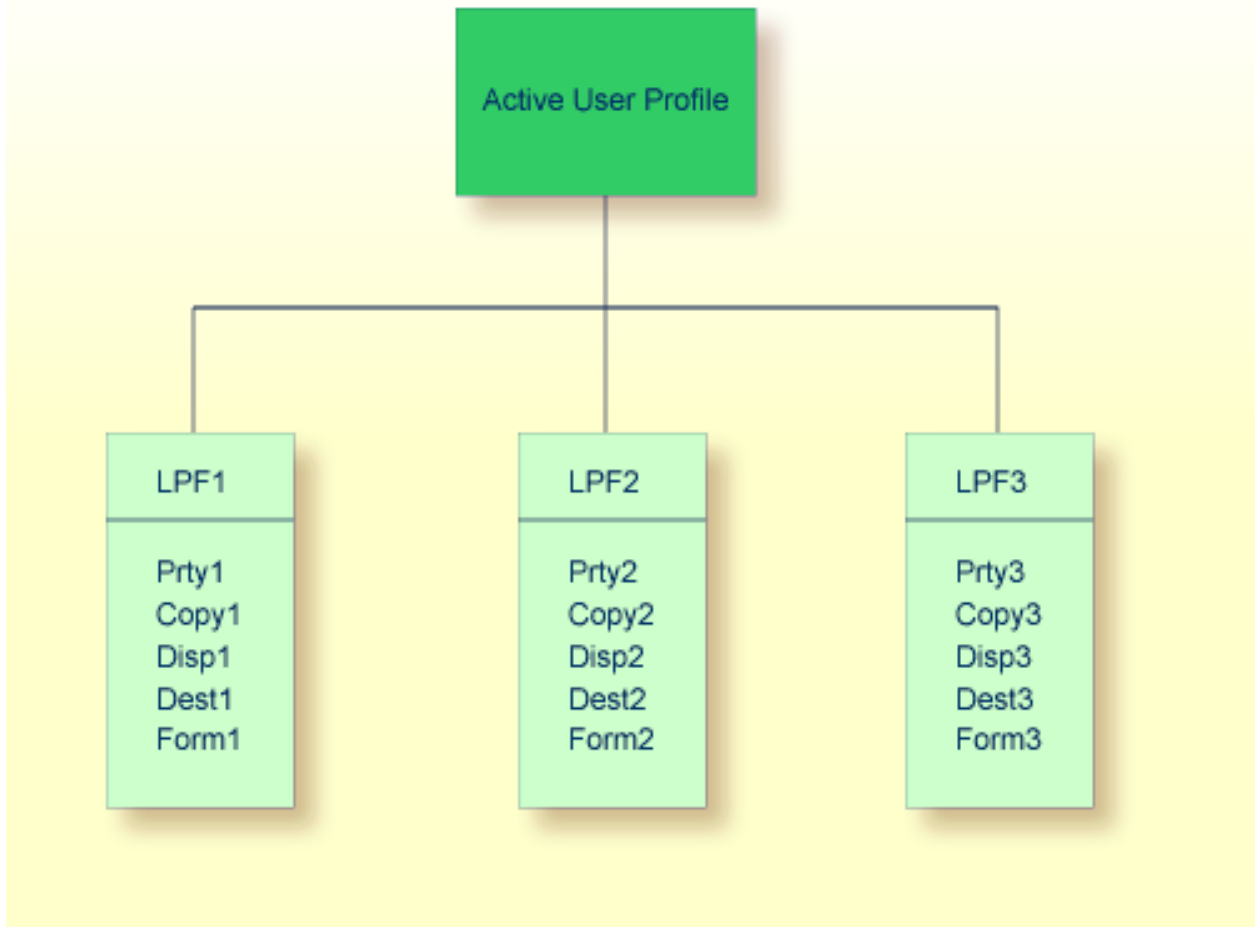 Active User Profile
LPF1
Prty1
Copy1
Disp1
Dest1
Form1
LPF2
Prty2
Copy2
Disp2
Dest2
Form2
LPF3
Prty3
Copy3
Disp3
Dest3
Form3